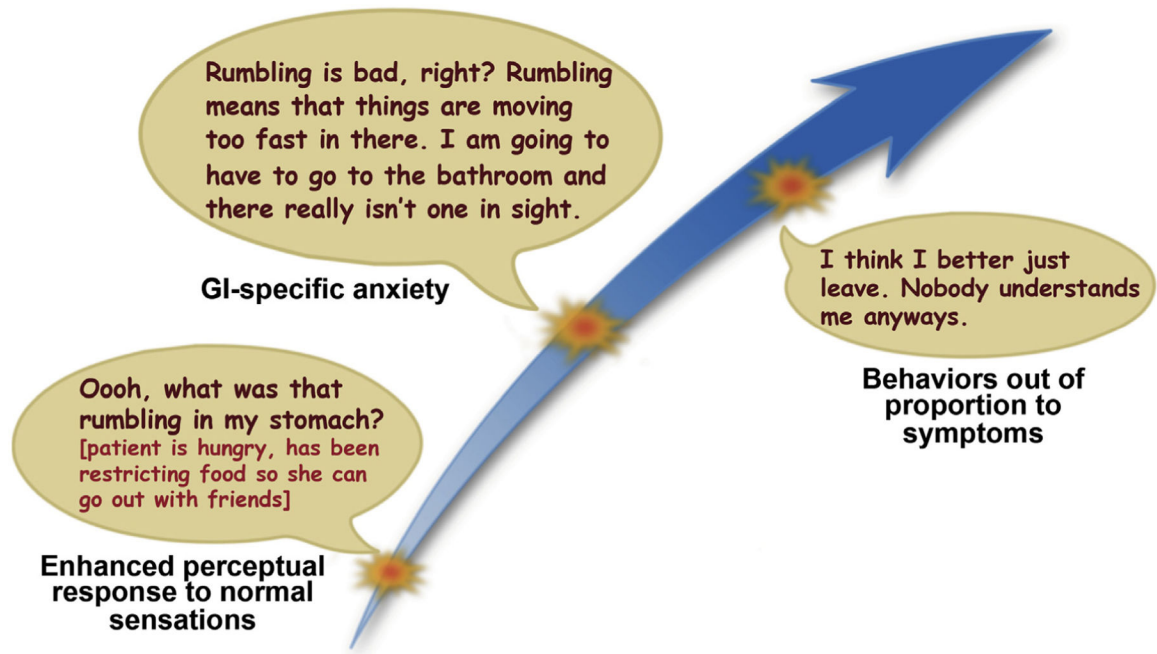 Rumbling is bad, right? Rumbling
means that things are moving
too fast in there. I am going to
have to go to the bathroom and
there really isn't one in sight.
GI-specific anxiety
I think I better just
leave. Nobody understands
me anyways.
Behaviors out of
proportion to
symptoms
Oooh, what was that
rumbling in my stomach?
[patient is hungry, has been
restricting food so she can
go out with friends]
Enhanced perceptual
response to normal
sensations